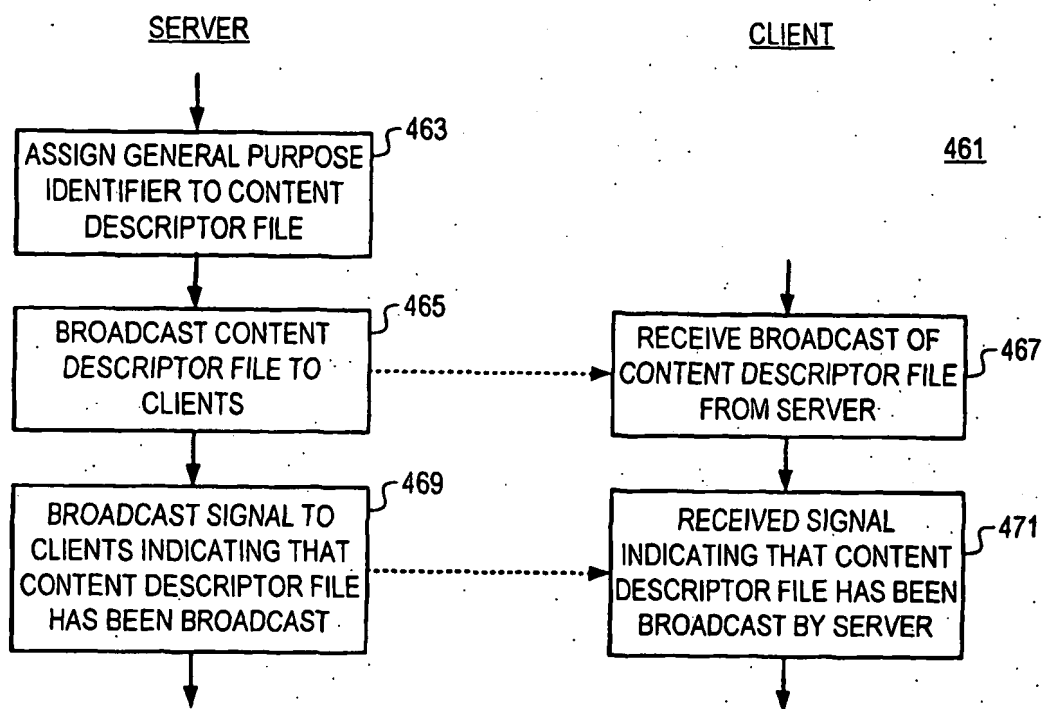 SERVER
CLIENT
463
461
ASSIGN GENERAL PURPOSE
IDENTIFIER TO CONTENT
DESCRIPTOR FILE
465
BROADCAST CONTENT
DESCRIPTOR FILE TO
CLIENTS
RECEIVE BROADCAST OF
CONTENT DESCRIPTOR FILE
FROM SERVER
467
469
BROADCAST SIGNAL TO
CLIENTS INDICATING THAT
CONTENT DESCRIPTOR FILE
HAS BEEN BROADCAST
RECEIVED SIGNAL
INDICATING THAT CONTENT
DESCRIPTOR FILE HAS BEEN
BROADCAST BY SERVER
471